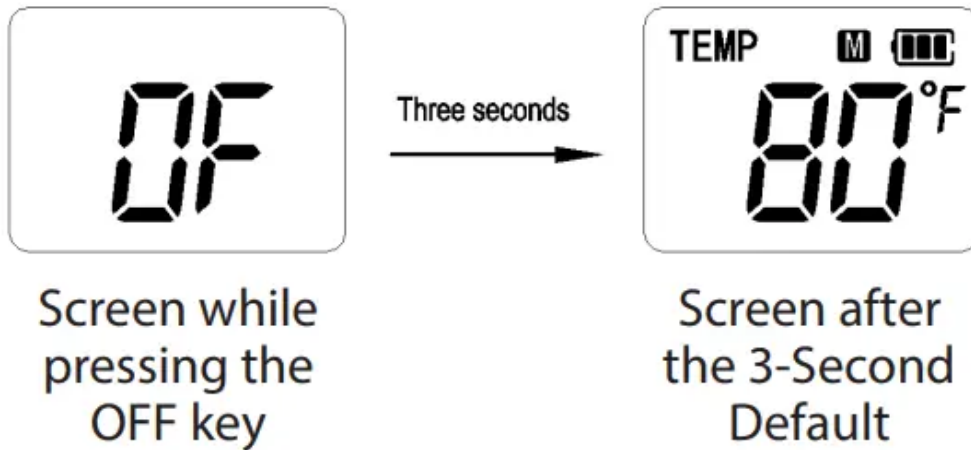 OF
Three seconds
TEMP M
80°F
Screen while
pressing the
OFF key
Screen after
the 3-Second
Default